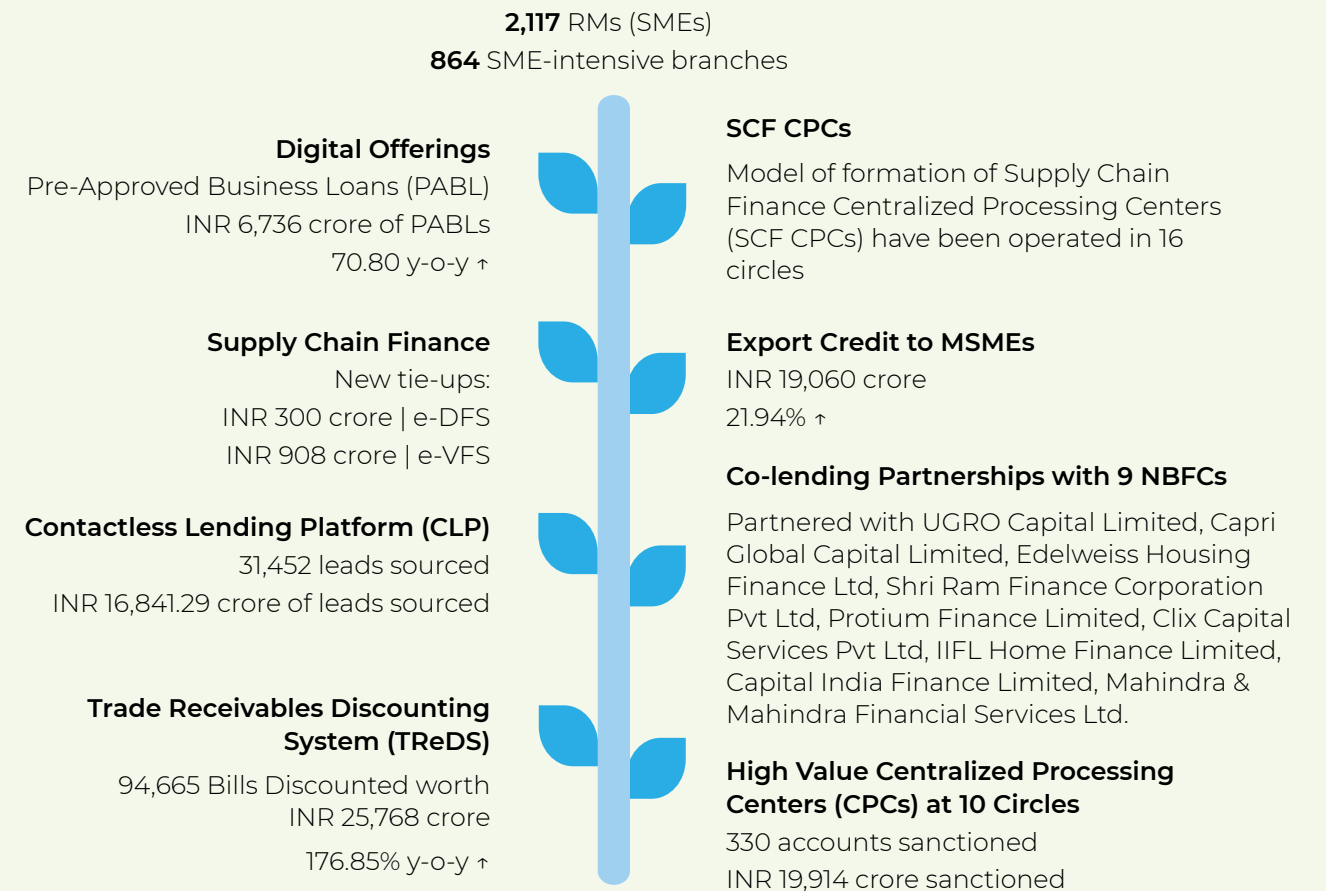 2,117 RMs (SMEs)
864 SME-intensive branches
Digital Offerings
Pre-Approved Business Loans (PABL)
INR 6,736 crore of PABLs
70.80 y-o-y ↑
Supply Chain Finance
New tie-ups:
INR 300 crore | e-DFS
INR 908 crore | e-VFS
Contactless Lending Platform (CLP)
31,452 leads sourced
INR 16,841.29 crore of leads sourced
Trade Receivables Discounting
System (TReDS)
94,665 Bills Discounted worth
INR 25,768 crore
176.85% y-o-y ↑
SCF CPCs
Model of formation of Supply Chain
Finance Centralized Processing Centers
(SCF CPCs) have been operated in 16
circles
Export Credit to MSMEs
INR 19,060 crore
21.94% ↑
Co-lending Partnerships with 9 NBFCs
Partnered with UGRO Capital Limited, Capri
Global Capital Limited, Edelweiss Housing
Finance Ltd, Shri Ram Finance Corporation
Pvt Ltd, Protium Finance Limited, Clix Capital
Services Pvt Ltd, IIFL Home Finance Limited,
Capital India Finance Limited, Mahindra &
Mahindra Financial Services Ltd.
High Value Centralized Processing
Centers (CPCs) at 10 Circles
330 accounts sanctioned
INR 19,914 crore sanctioned